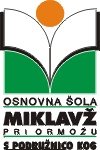 OSNOVNA ŠOLA
MIKLAVŽ
PRI ORMOŽU
S PODRUŽNICO KOG